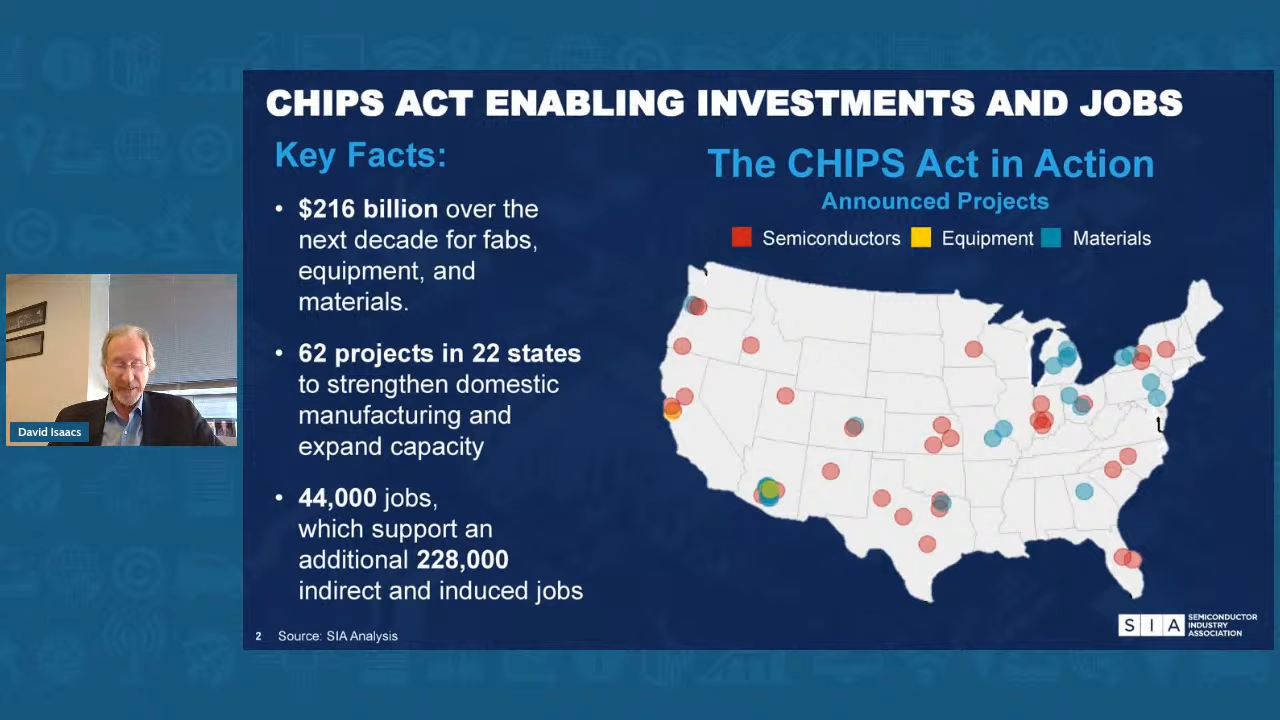 CHIPS ACT ENABLING INVESTMENTS AND JOBS
Key Facts:
• $216 billion over the
next decade for fabs,
equipment, and
materials.
• 62 projects in 22 states
to strengthen domestic
manufacturing and
expand capacity
• 44,000 jobs,
which support an
additional 228,000
indirect and induced jobs
2 Source: SIA Analysis
The CHIPS Act in Action
Announced Projects
Semiconductors Equipment Materials
SIA SEMICONDUCTOR
INDUSTRY
ASSOCIATION
David Isaacs